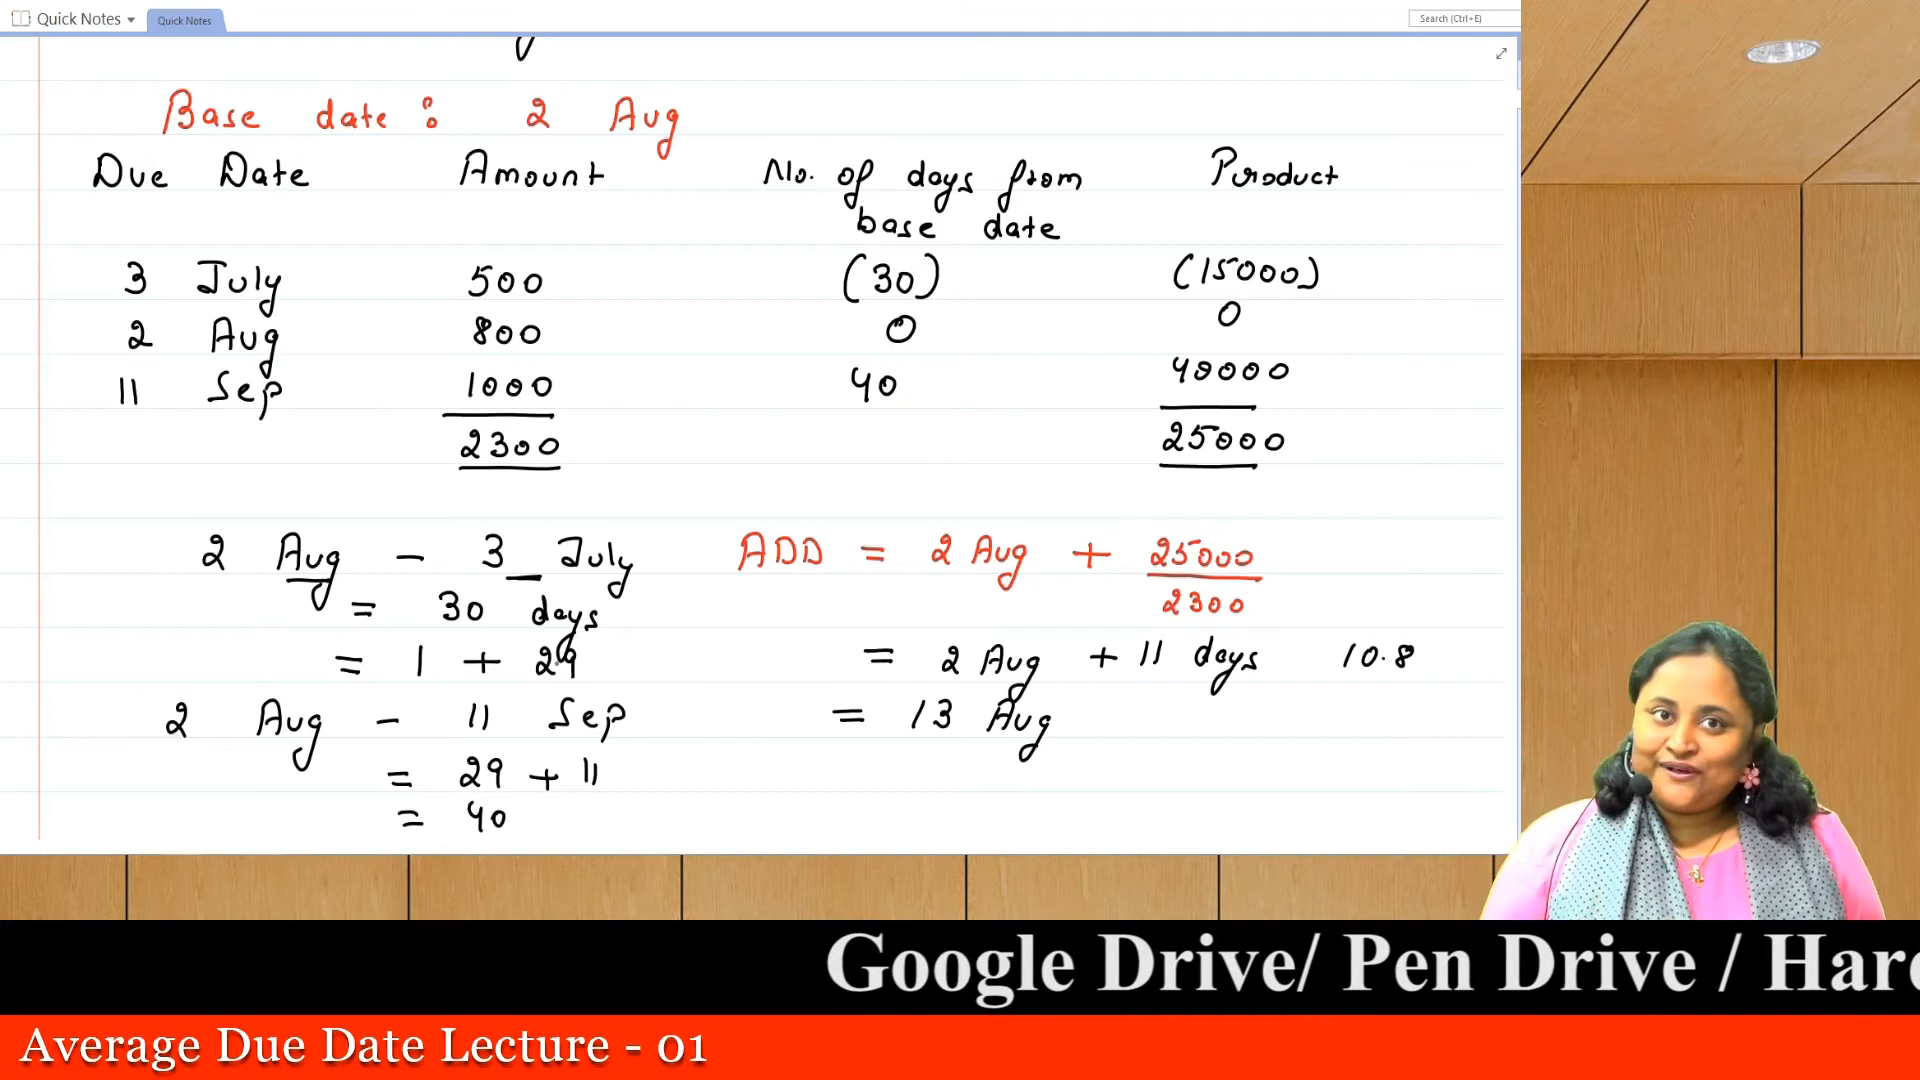 Quick Notes Quick Notes Search (Ctrl+E)
Base date : 2 Aug
Due Date Amount No. of days from base date Product
3 July 500 (30) (15000)
2 Aug 800 0 0
11 Sep 1000 40 40000
2300 25000
2 Aug - 3 July
= 30 days
= 1 + 29
2 Aug - 11 Sep
= 29 + 11
= 40
ADD = 2 Aug + 25000
2300
= 2 Aug + 11 days 10.8
= 13 Aug
Google Drive/ Pen Drive / Hard
Average Due Date Lecture - 01